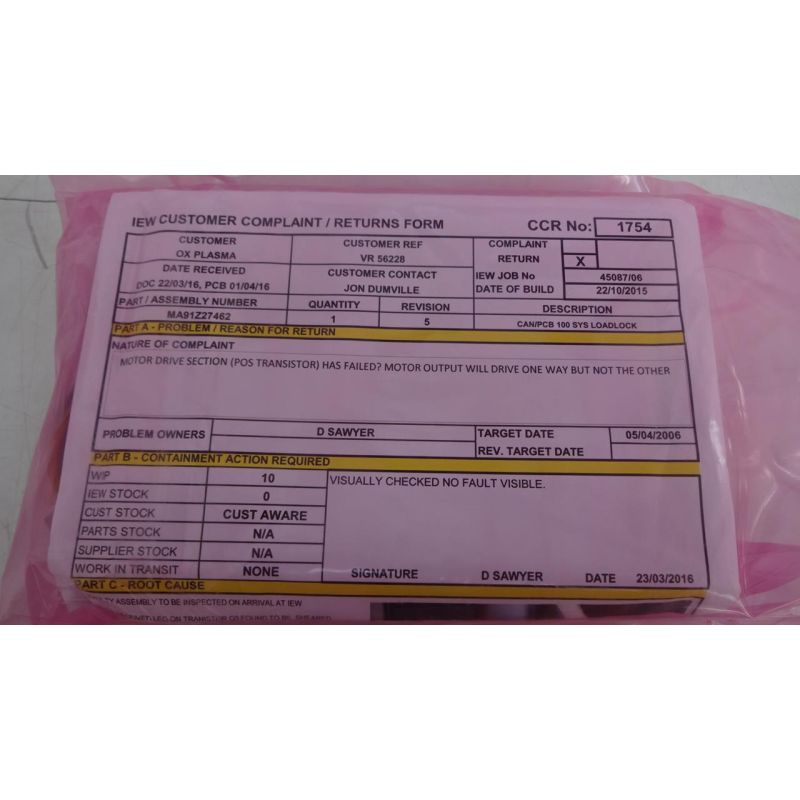 IEW CUSTOMER COMPLAINT / RETURNS FORM CCR No: 1754
CUSTOMER CUSTOMER REF COMPLAINT
OX PLASMA VR 56228 RETURN X
DATE RECEIVED CUSTOMER CONTACT IEW JOB No 45087/06
DOC 22/03/16, PCB 01/04/16 JON DUMVILLE DATE OF BUILD 22/10/2015
PART / ASSEMBLY NUMBER QUANTITY REVISION DESCRIPTION
MA91Z27462 1 5 CAN/PCB 100 SYS LOADLOCK
PART A - PROBLEM / REASON FOR RETURN
NATURE OF COMPLAINT
MOTOR DRIVE SECTION (POS TRANSISTOR) HAS FAILED? MOTOR OUTPUT WILL DRIVE ONE WAY BUT NOT THE OTHER
PROBLEM OWNERS D SAWYER TARGET DATE 05/04/2006
REV. TARGET DATE
PART B - CONTAINMENT ACTION REQUIRED
WIP 10 VISUALLY CHECKED NO FAULT VISIBLE.
IEW STOCK 0
CUST STOCK CUST AWARE
PARTS STOCK N/A
SUPPLIER STOCK N/A
WORK IN TRANSIT NONE SIGNATURE D SAWYER DATE 23/03/2016
PART C - ROOT CAUSE
ASSEMBLY TO BE INSPECTED ON ARRIVAL AT IEW
LEG ON TRANISTOR FOUND TO BE SHEARED